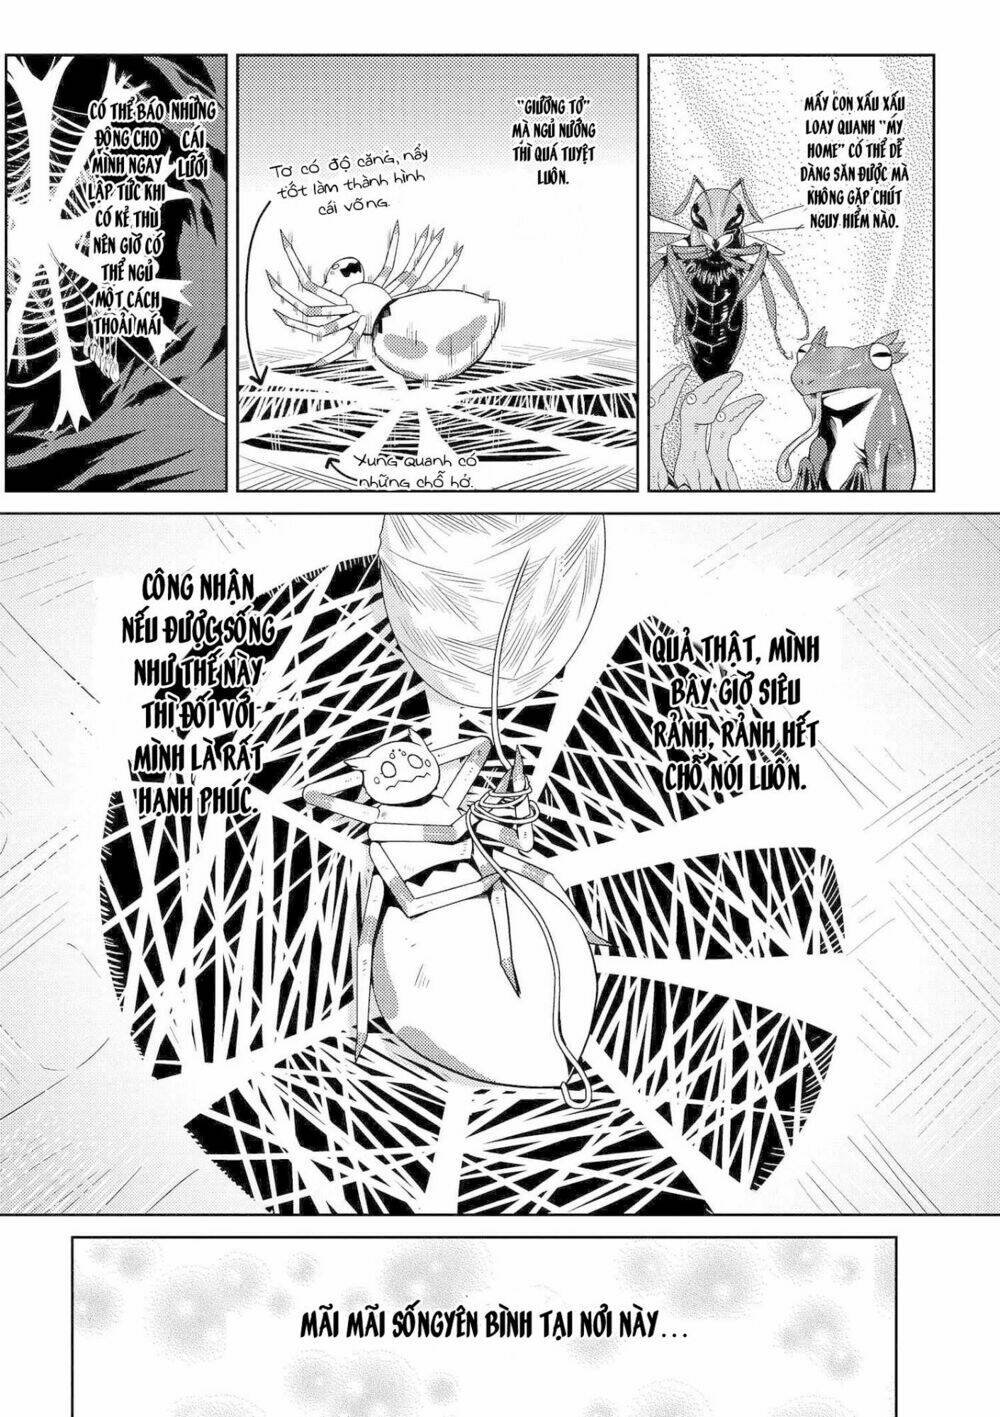 MẤY CON XẤU XẤU
LOAY QUANH "MY
HOME" CÓ THỂ DỄ
DÀNG SĂN ĐƯỢC MÀ
KHÔNG GẶP CHÚT
NGUY HIỂM NÀO.
"GIƯỜNG TƠ"
MÀ NGỦ NƯỚNG
THÌ QUÁ TUYỆT
LUÔN.
Tơ có độ căng, nẩy
tốt làm thành hình
cái võng.
Xung quanh có
những chỗ hở.
NHỮNG
CÁI
LƯỚI
CÓ THỂ BÁO
ĐỘNG CHO
MÌNH NGAY
LẬP TỨC KHI
CÓ KẺ THÙ
NÊN GIỜ CÓ
THỂ NGỦ
MỘT CÁCH
THOẢI MÁI
QUẢ THẬT, MÌNH
BÂY GIỜ SIÊU
RẢNH, RẢNH HẾT
CHỖ NÓI LUÔN.
CÔNG NHẬN
NẾU ĐƯỢC SỐNG
NHƯ THẾ NÀY
THÌ ĐỐI VỚI
MÌNH LÀ RẤT
HẠNH PHÚC.
MÃI MÃI SỐNGYÊN BÌNH TẠI NƠI NÀY...